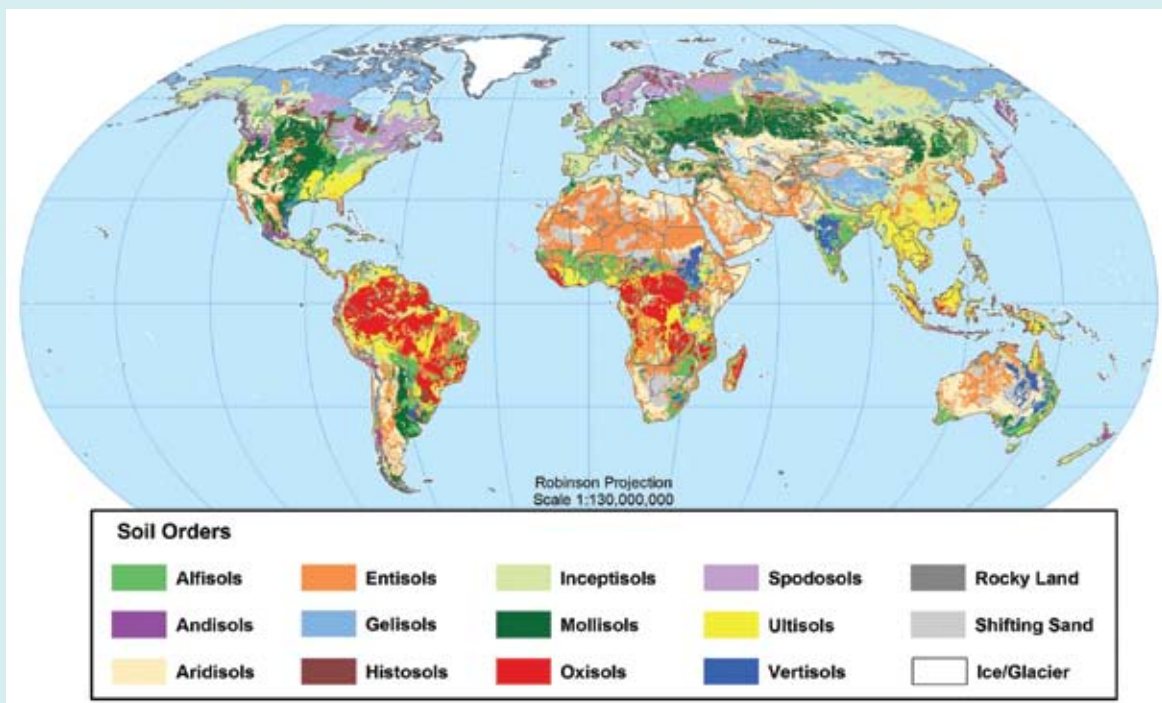 Robinson Projection
Scale 1:130,000,000
Soil Orders
Alfisols
Entisols
Inceptisols
Spodosols
Rocky Land
Andisols
Gelisols
Mollisols
Ultisols
Shifting Sand
Aridisols
Histosols
Oxisols
Vertisols
Ice/Glacier